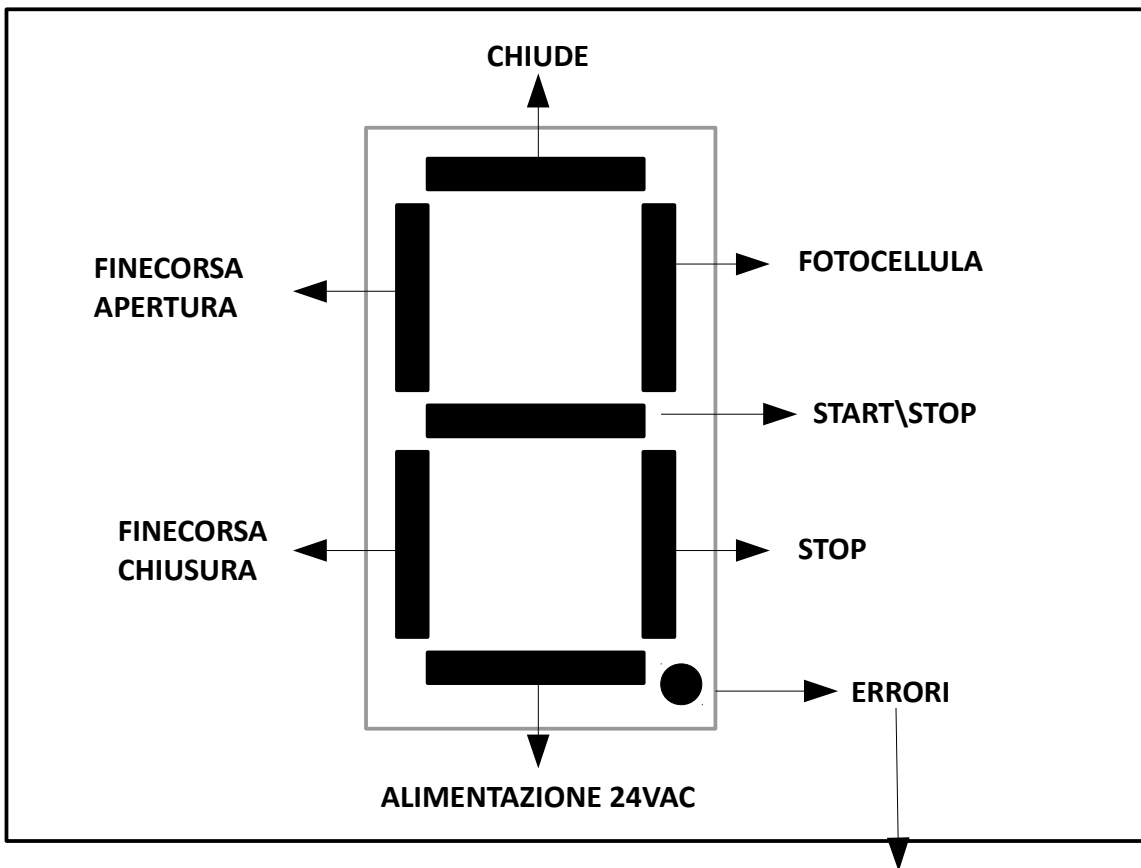 CHIUDE
FINECORSA
APERTURA
FOTOCELLULA
START\STOP
FINECORSA
CHIUSURA
STOP
ERRORI
ALIMENTAZIONE 24VAC